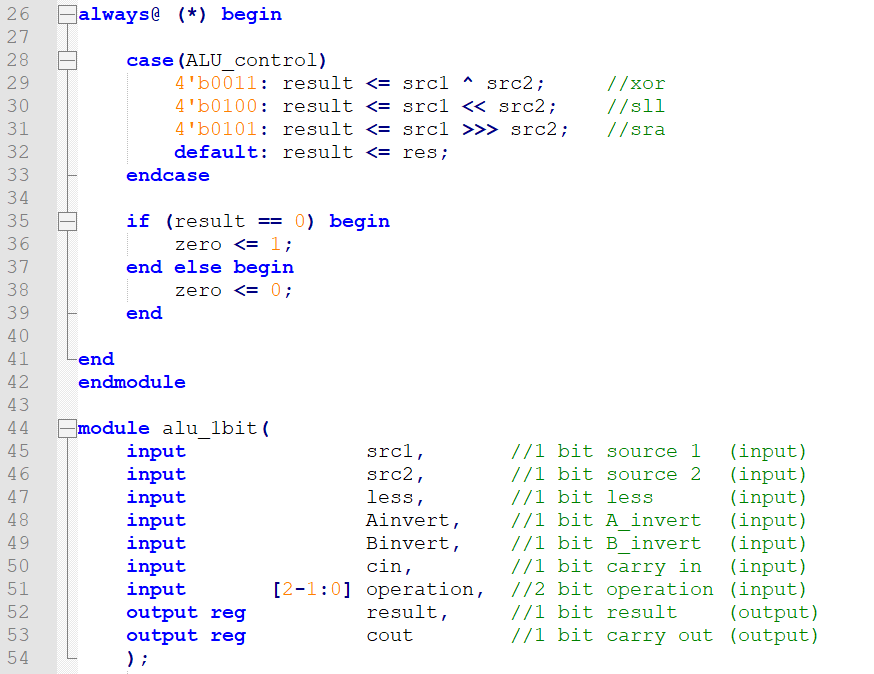 26 always@ (*) begin
27
28 case(ALU_control)
29 4'b0011: result <= src1 ^ src2; //xor
30 4'b0100: result <= src1 << src2; //sll
31 4'b0101: result <= src1 >>> src2; //sra
32 default: result <= res;
33 endcase
34
35 if (result == 0) begin
36 zero <= 1;
37 end else begin
38 zero <= 0;
39 end
40
41 end
42 endmodule
43
44 module alu_1bit(
45 input src1, //1 bit source 1 (input)
46 input src2, //1 bit source 2 (input)
47 input less, //1 bit less (input)
48 input Ainvert, //1 bit A_invert (input)
49 input Binvert, //1 bit B_invert (input)
50 input cin, //1 bit carry in (input)
51 input [2-1:0] operation, //2 bit operation (input)
52 output reg result, //1 bit result (output)
53 output reg cout //1 bit carry out (output)
54 );